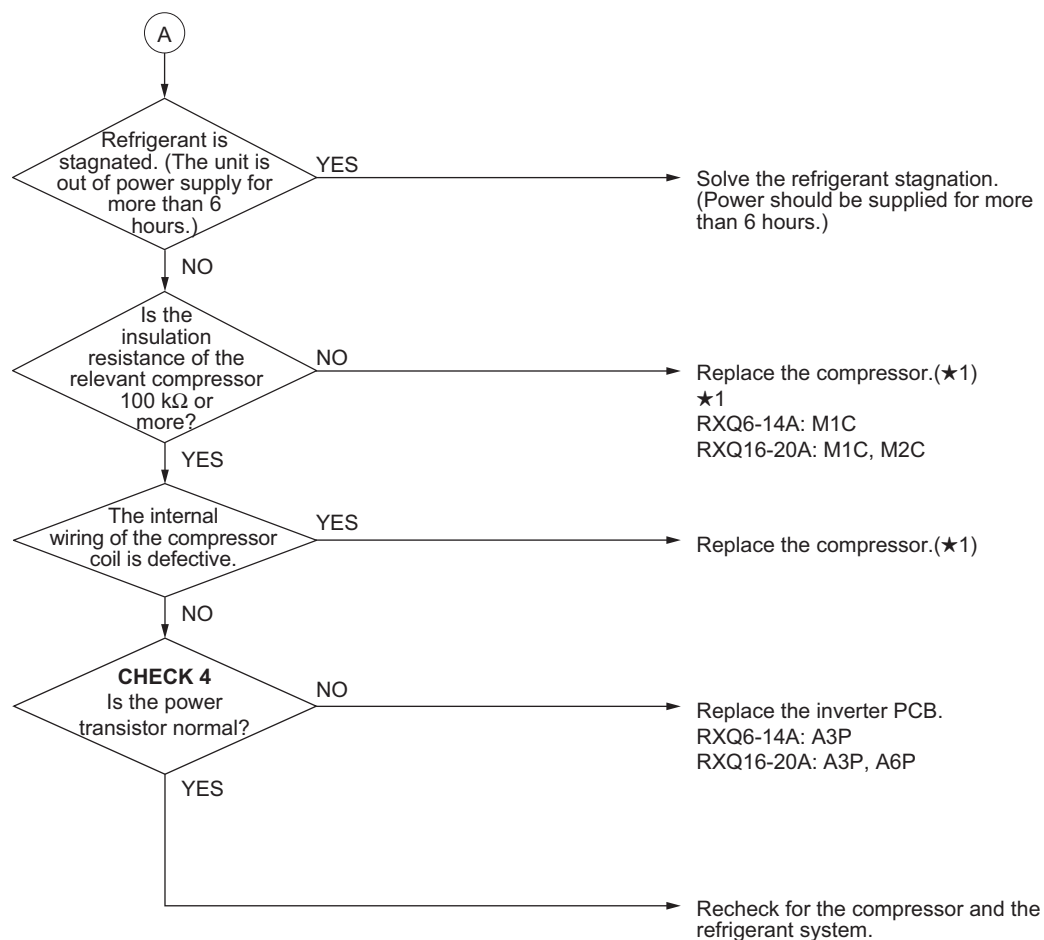 A
Refrigerant is
stagnated. (The unit is
out of power supply for
more than 6
hours.)
YES
Solve the refrigerant stagnation.
(Power should be supplied for more
than 6 hours.)
NO
Is the
insulation
resistance of the
relevant compressor
100 kΩ or
more?
NO
Replace the compressor.(★1)
★1
RXQ6-14A: M1C
RXQ16-20A: M1C, M2C
YES
The internal
wiring of the compressor
coil is defective.
YES
Replace the compressor.(★1)
NO
CHECK 4
Is the power
transistor normal?
NO
Replace the inverter PCB.
RXQ6-14A: A3P
RXQ16-20A: A3P, A6P
YES
Recheck for the compressor and the
refrigerant system.